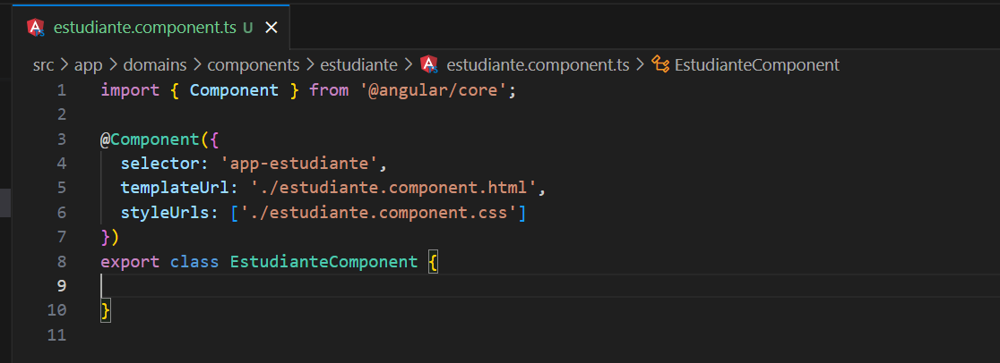 estudiante.component.ts U
src > app > domains > components > estudiante > estudiante.component.ts > EstudianteComponent
1 import { Component } from '@angular/core';
2
3 @Component({
4   selector: 'app-estudiante',
5   templateUrl: './estudiante.component.html',
6   styleUrls: ['./estudiante.component.css']
7 })
8 export class EstudianteComponent {
9
10 }
11